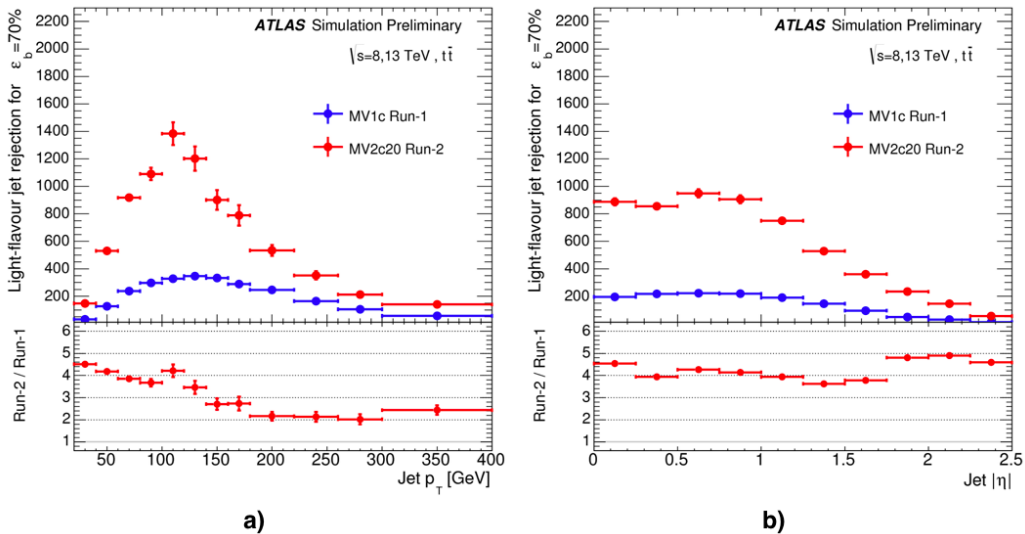 Light-flavour jet rejection for ε_b=70%
2200
2000
1800
1600
1400
1200
1000
800
600
400
200
ATLAS Simulation Preliminary
√s=8,13 TeV , tt̄
MV1c Run-1
MV2c20 Run-2
Run-2 / Run-1
6
5
4
3
2
1
50 100 150 200 250 300 350 400
Jet p_T [GeV]
a)
Light-flavour jet rejection for ε_b=70%
2200
2000
1800
1600
1400
1200
1000
800
600
400
200
ATLAS Simulation Preliminary
√s=8,13 TeV , tt̄
MV1c Run-1
MV2c20 Run-2
Run-2 / Run-1
6
5
4
3
2
1
0 0.5 1 1.5 2 2.5
Jet |η|
b)